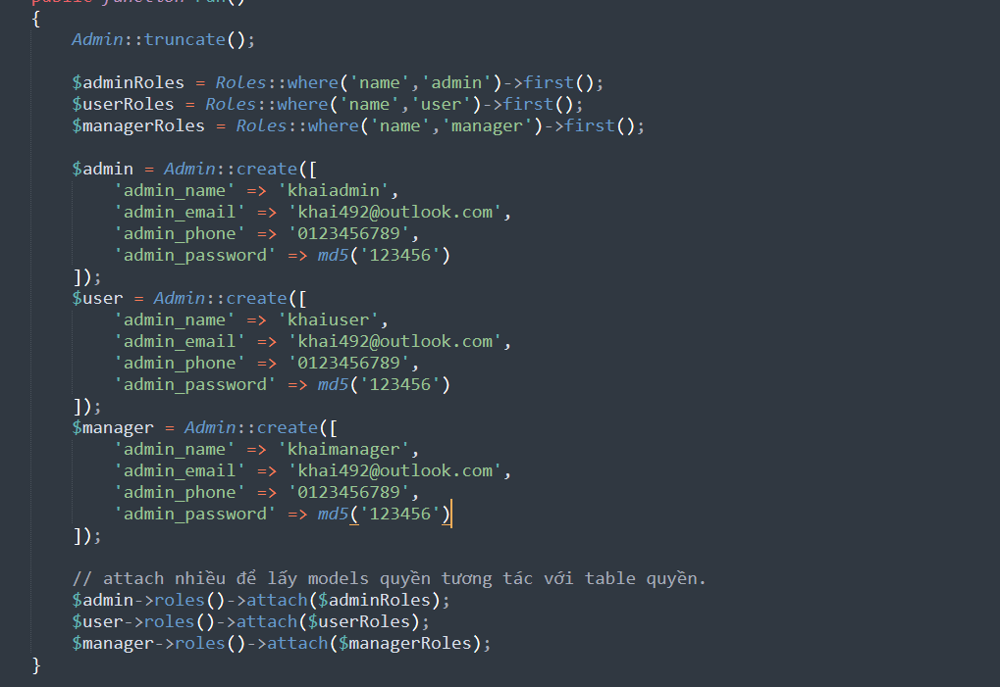 public function run()
{
    Admin::truncate();

    $adminRoles = Roles::where('name','admin')->first();
    $userRoles = Roles::where('name','user')->first();
    $managerRoles = Roles::where('name','manager')->first();

    $admin = Admin::create([
        'admin_name' => 'khaiadmin',
        'admin_email' => 'khai492@outlook.com',
        'admin_phone' => '0123456789',
        'admin_password' => md5('123456')
    ]);
    $user = Admin::create([
        'admin_name' => 'khaiuser',
        'admin_email' => 'khai492@outlook.com',
        'admin_phone' => '0123456789',
        'admin_password' => md5('123456')
    ]);
    $manager = Admin::create([
        'admin_name' => 'khaimanager',
        'admin_email' => 'khai492@outlook.com',
        'admin_phone' => '0123456789',
        'admin_password' => md5('123456')
    ]);

    // attach nhiều để lấy models quyền tương tác với table quyền.
    $admin->roles()->attach($adminRoles);
    $user->roles()->attach($userRoles);
    $manager->roles()->attach($managerRoles);
}